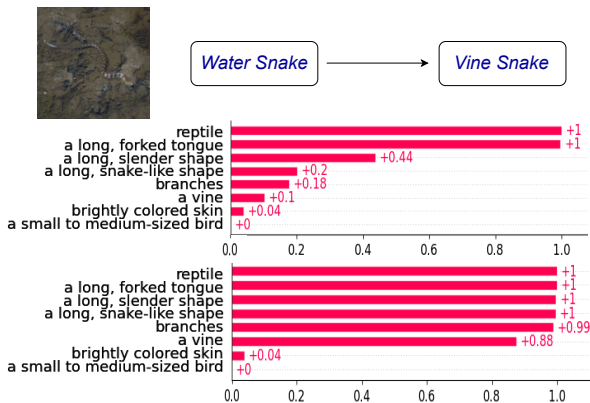 Water Snake
Vine Snake
reptile +1
a long, forked tongue +1
a long, slender shape +0.44
a long, snake-like shape +0.2
branches +0.18
a vine +0.1
brightly colored skin +0.04
a small to medium-sized bird +0
0.0 0.2 0.4 0.6 0.8 1.0
reptile +1
a long, forked tongue +1
a long, slender shape +1
a long, snake-like shape +1
branches +0.99
a vine +0.88
brightly colored skin +0.04
a small to medium-sized bird +0
0.0 0.2 0.4 0.6 0.8 1.0